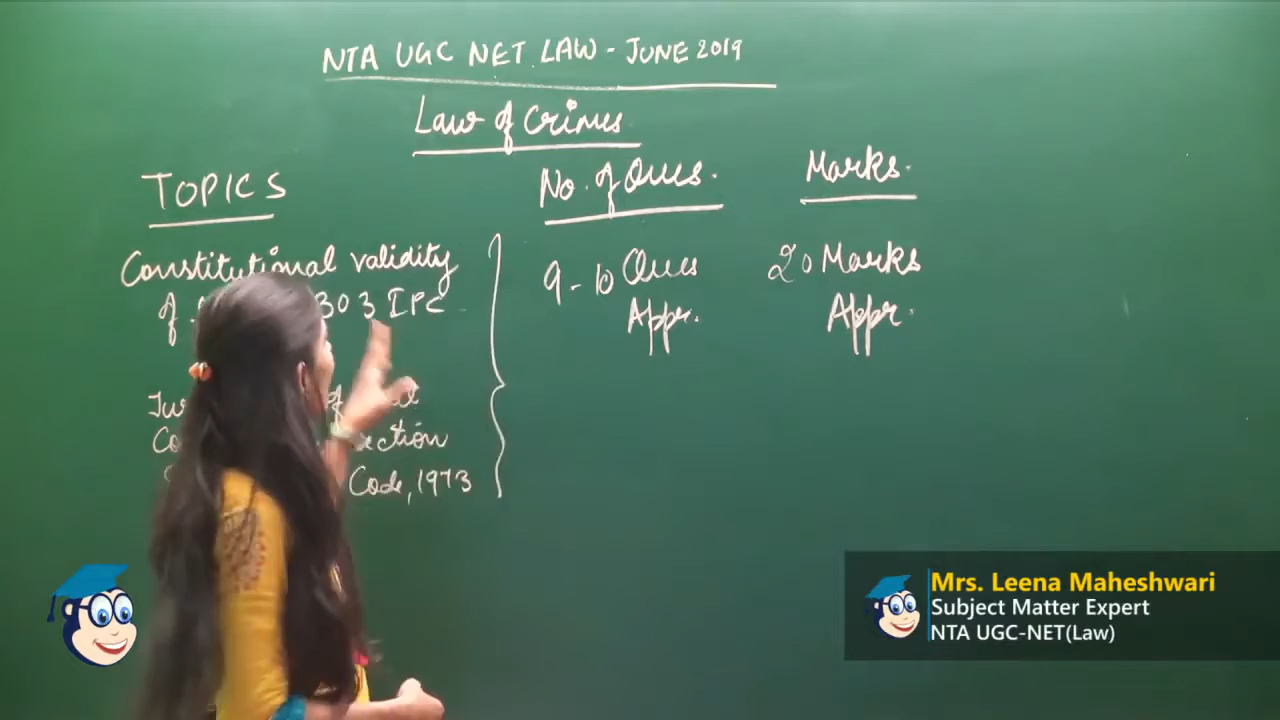 NTA UGC NET LAW - JUNE 2019
Law of Crimes
TOPICS
No. of Ques.
Marks.
Constitutional validity
of 303 IPC
9-10 Ques
Appr.
20 Marks
Appr.
of
Code, 1973
Mrs. Leena Maheshwari
Subject Matter Expert
NTA UGC-NET(Law)